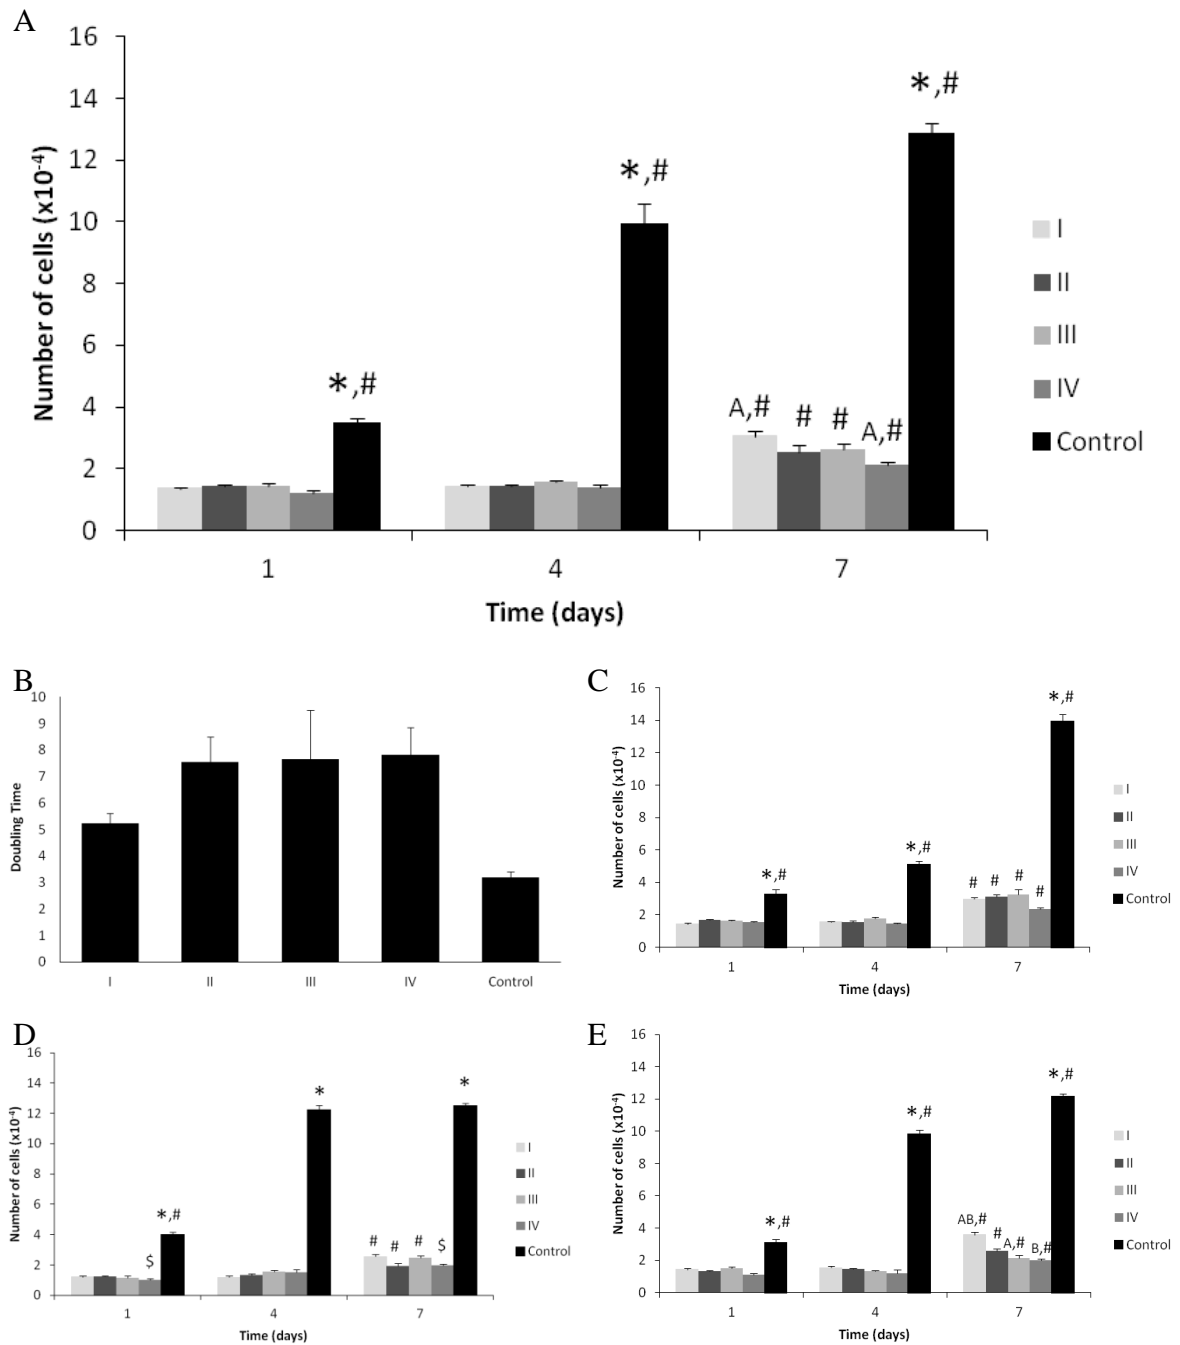 A
16
14
12
10
8
6
4
2
0
Number of cells (x10-4)
*,#
*,#
*,#
A,# # # A,#
I
II
III
IV
Control
1 4 7
Time (days)
B
10
9
8
7
6
5
4
3
2
1
0
Doubling Time
I II III IV Control
C
16
14
12
10
8
6
4
2
0
Number of cells (x10-4)
*,#
*,#
*,#
# # # #
I
II
III
IV
Control
1 4 7
Time (days)
D
16
14
12
10
8
6
4
2
0
Number of cells (x10-4)
$ *,#
*
*
# # # $
I
II
III
IV
Control
1 4 7
Time (days)
E
16
14
12
10
8
6
4
2
0
Number of cells (x10-4)
*,#
*,#
*,#
AB,# # A,# B,#
I
II
III
IV
Control
1 4 7
Time (days)